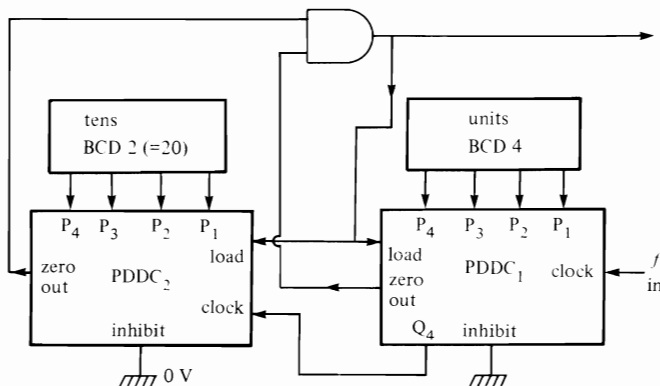 tens
BCD 2 (=20)
units
BCD 4
P₄ P₃ P₂ P₁
P₄ P₃ P₂ P₁
zero
out
PDDC₂
load
clock
inhibit
0 V
load
zero
out
PDDC₁
clock
Q₄
inhibit
f
in